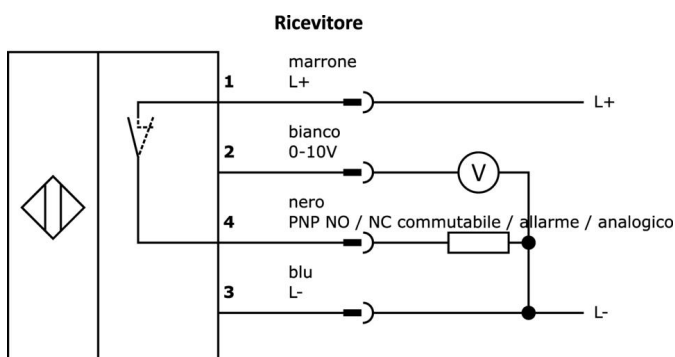 Ricevitore
marrone
1 L+ L+
bianco
2 0-10V
V
nero
4 PNP NO / NC commutabile / allarme / analogico
blu
3 L- L-